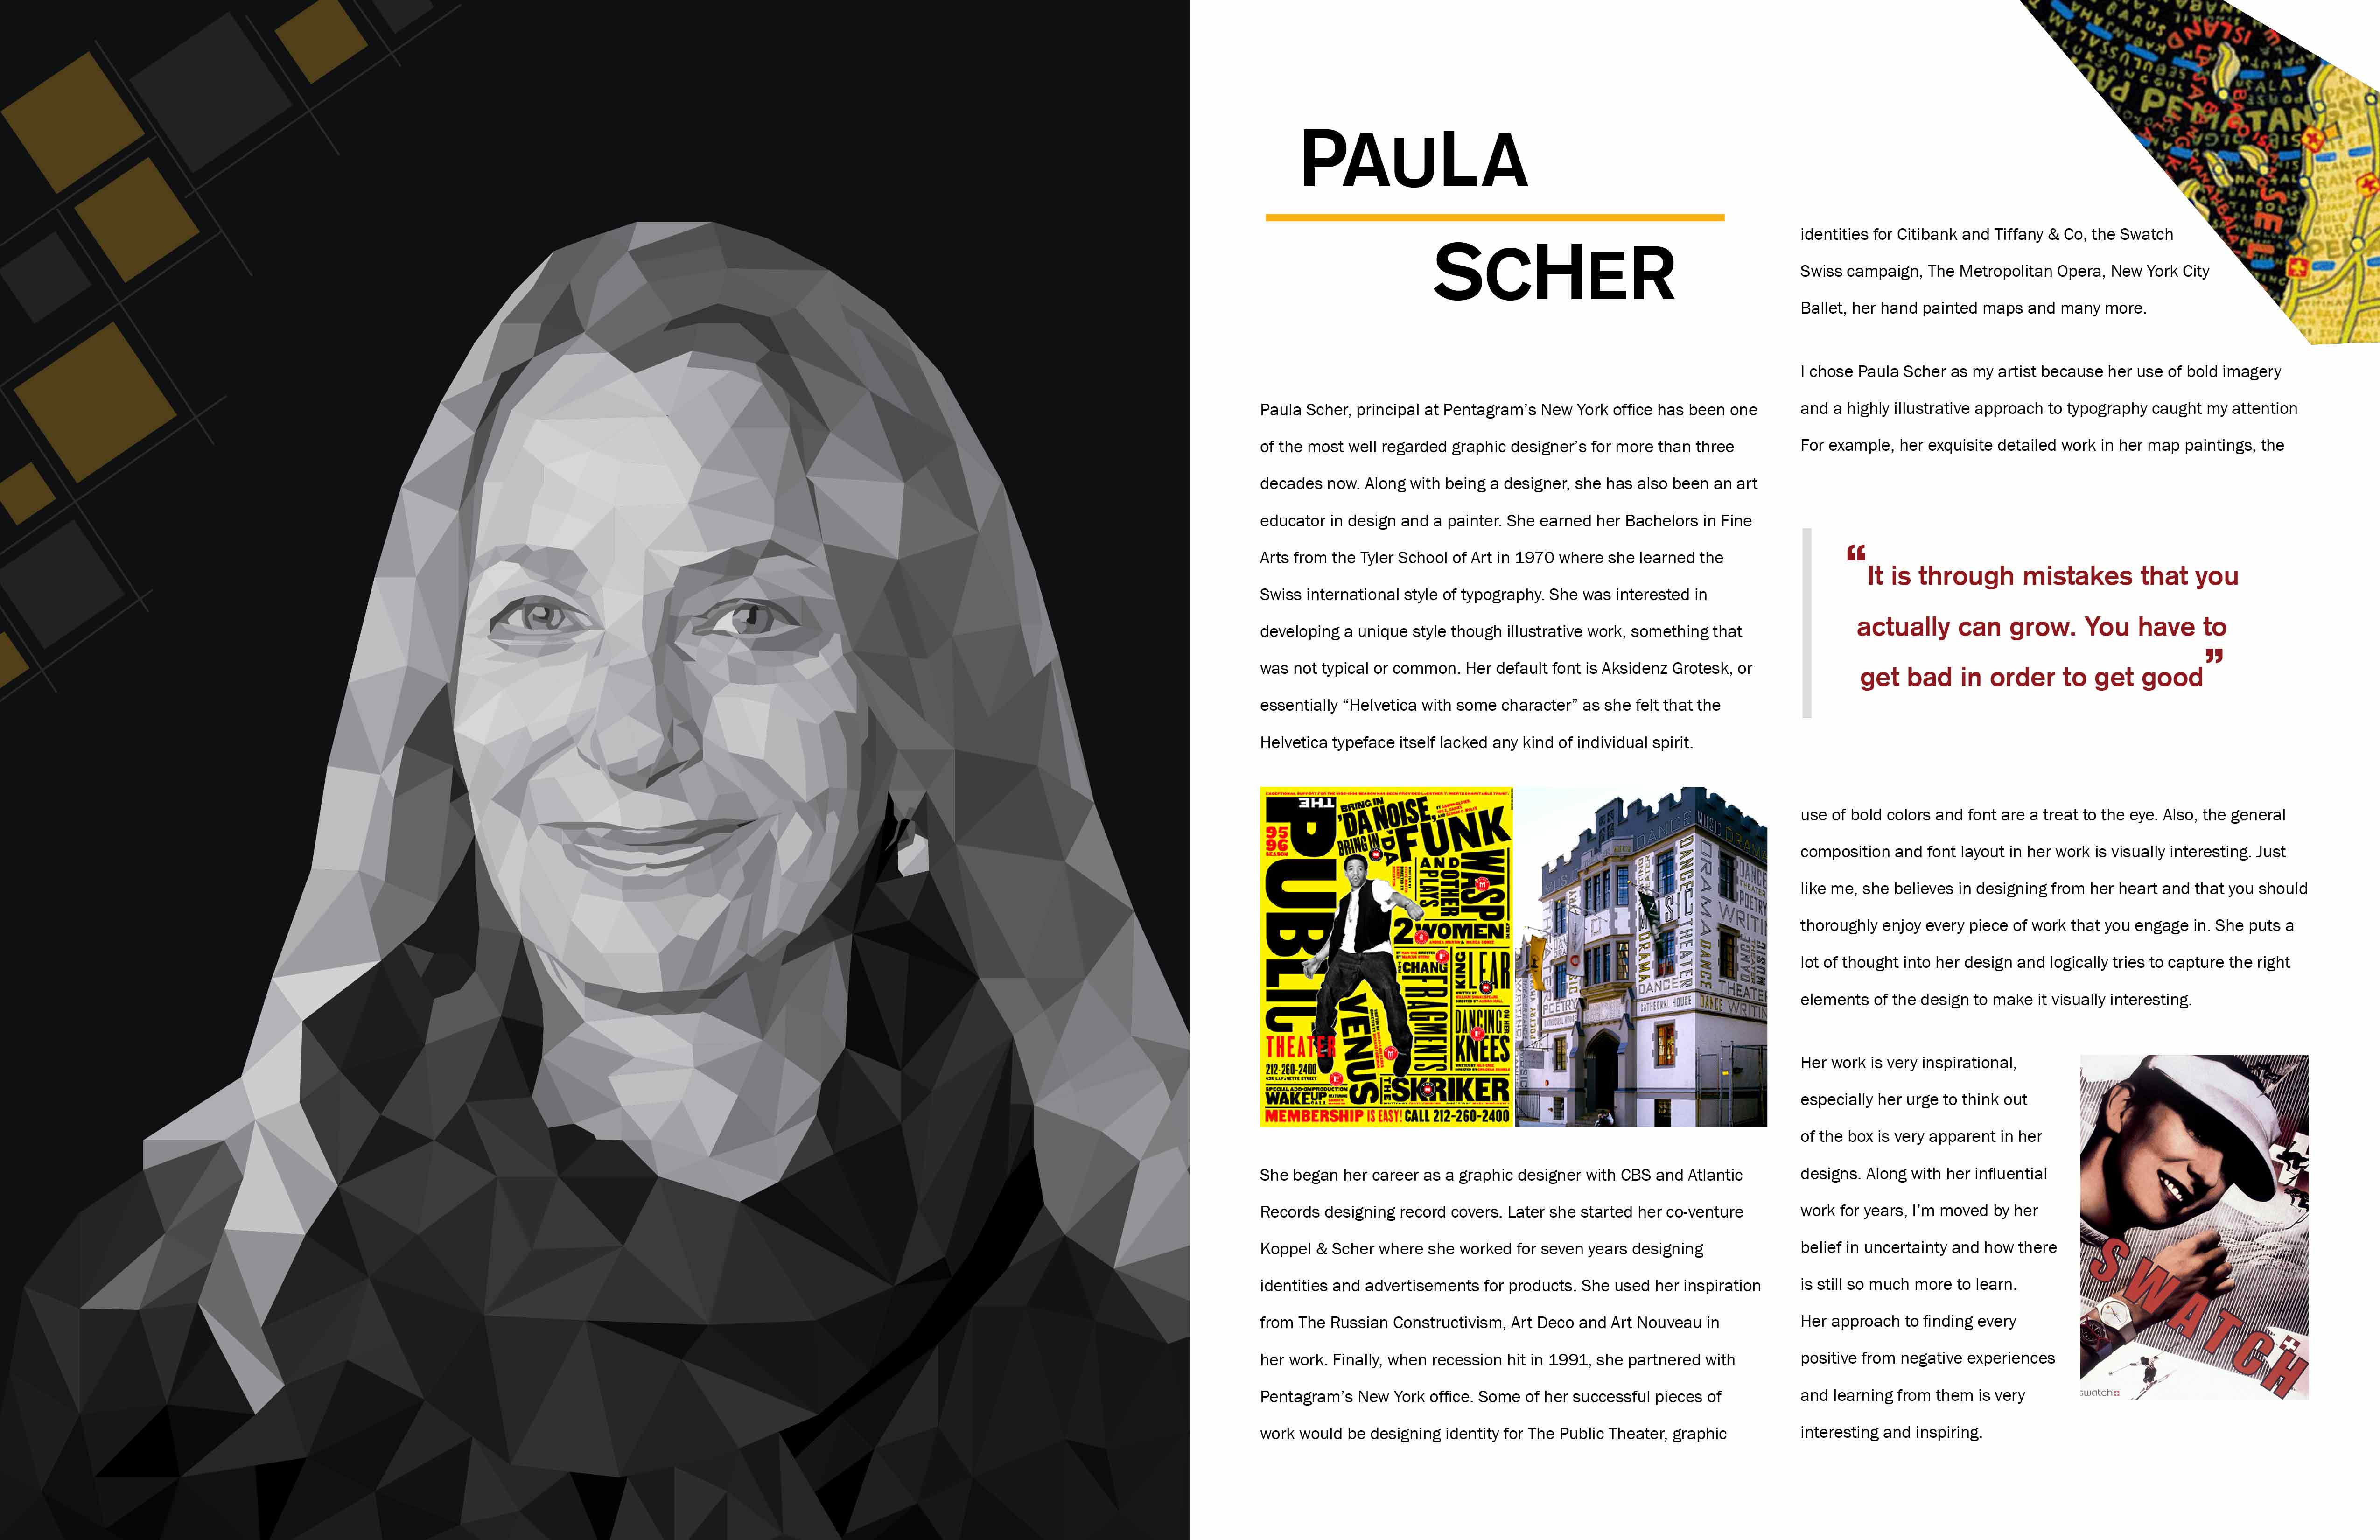 PAULA
SCHER
Paula Scher, principal at Pentagram’s New York office has been one
of the most well regarded graphic designer’s for more than three
decades now. Along with being a designer, she has also been an art
educator in design and a painter. She earned her Bachelors in Fine
Arts from the Tyler School of Art in 1970 where she learned the
Swiss international style of typography. She was interested in
developing a unique style though illustrative work, something that
was not typical or common. Her default font is Aksidenz Grotesk, or
essentially “Helvetica with some character” as she felt that the
Helvetica typeface itself lacked any kind of individual spirit.
THE
PUBLIC
THEATER
95
96
SEASON
BRING IN
'DA NOISE,
BRING IN
DA
FUNK
AND
OTHER
PLAYS
WASP
2 WOMEN
CHANG
FRAGMENTS
KING
LEAR
DANCING
ON HER
KNEES
VENUS
THE
SKRIKER
212-260-2400
425 LAFAYETTE STREET
SPECIAL ADD-ON PRODUCTION
WAKE UP
MEMBERSHIP IS EASY! CALL 212-260-2400
DANCE
MUSIC
DRAMA
DANCE
THEATER
POETRY
WRITI
MUSIC
DRAMA
DANCE
THEATER
POETRY
CATHEDRAL HOUSE
DANCE
WRITIN
She began her career as a graphic designer with CBS and Atlantic
Records designing record covers. Later she started her co-venture
Koppel & Scher where she worked for seven years designing
identities and advertisements for products. She used her inspiration
from The Russian Constructivism, Art Deco and Art Nouveau in
her work. Finally, when recession hit in 1991, she partnered with
Pentagram’s New York office. Some of her successful pieces of
work would be designing identity for The Public Theater, graphic
ISLAND
PEMATAN
identities for Citibank and Tiffany & Co, the Swatch
Swiss campaign, The Metropolitan Opera, New York City
Ballet, her hand painted maps and many more.
I chose Paula Scher as my artist because her use of bold imagery
and a highly illustrative approach to typography caught my attention
For example, her exquisite detailed work in her map paintings, the
“It is through mistakes that you
actually can grow. You have to
get bad in order to get good”
use of bold colors and font are a treat to the eye. Also, the general
composition and font layout in her work is visually interesting. Just
like me, she believes in designing from her heart and that you should
thoroughly enjoy every piece of work that you engage in. She puts a
lot of thought into her design and logically tries to capture the right
elements of the design to make it visually interesting.
Her work is very inspirational,
especially her urge to think out
of the box is very apparent in her
designs. Along with her influential
work for years, I’m moved by her
belief in uncertainty and how there
is still so much more to learn.
Her approach to finding every
positive from negative experiences
and learning from them is very
interesting and inspiring.
SWATCH
swatch